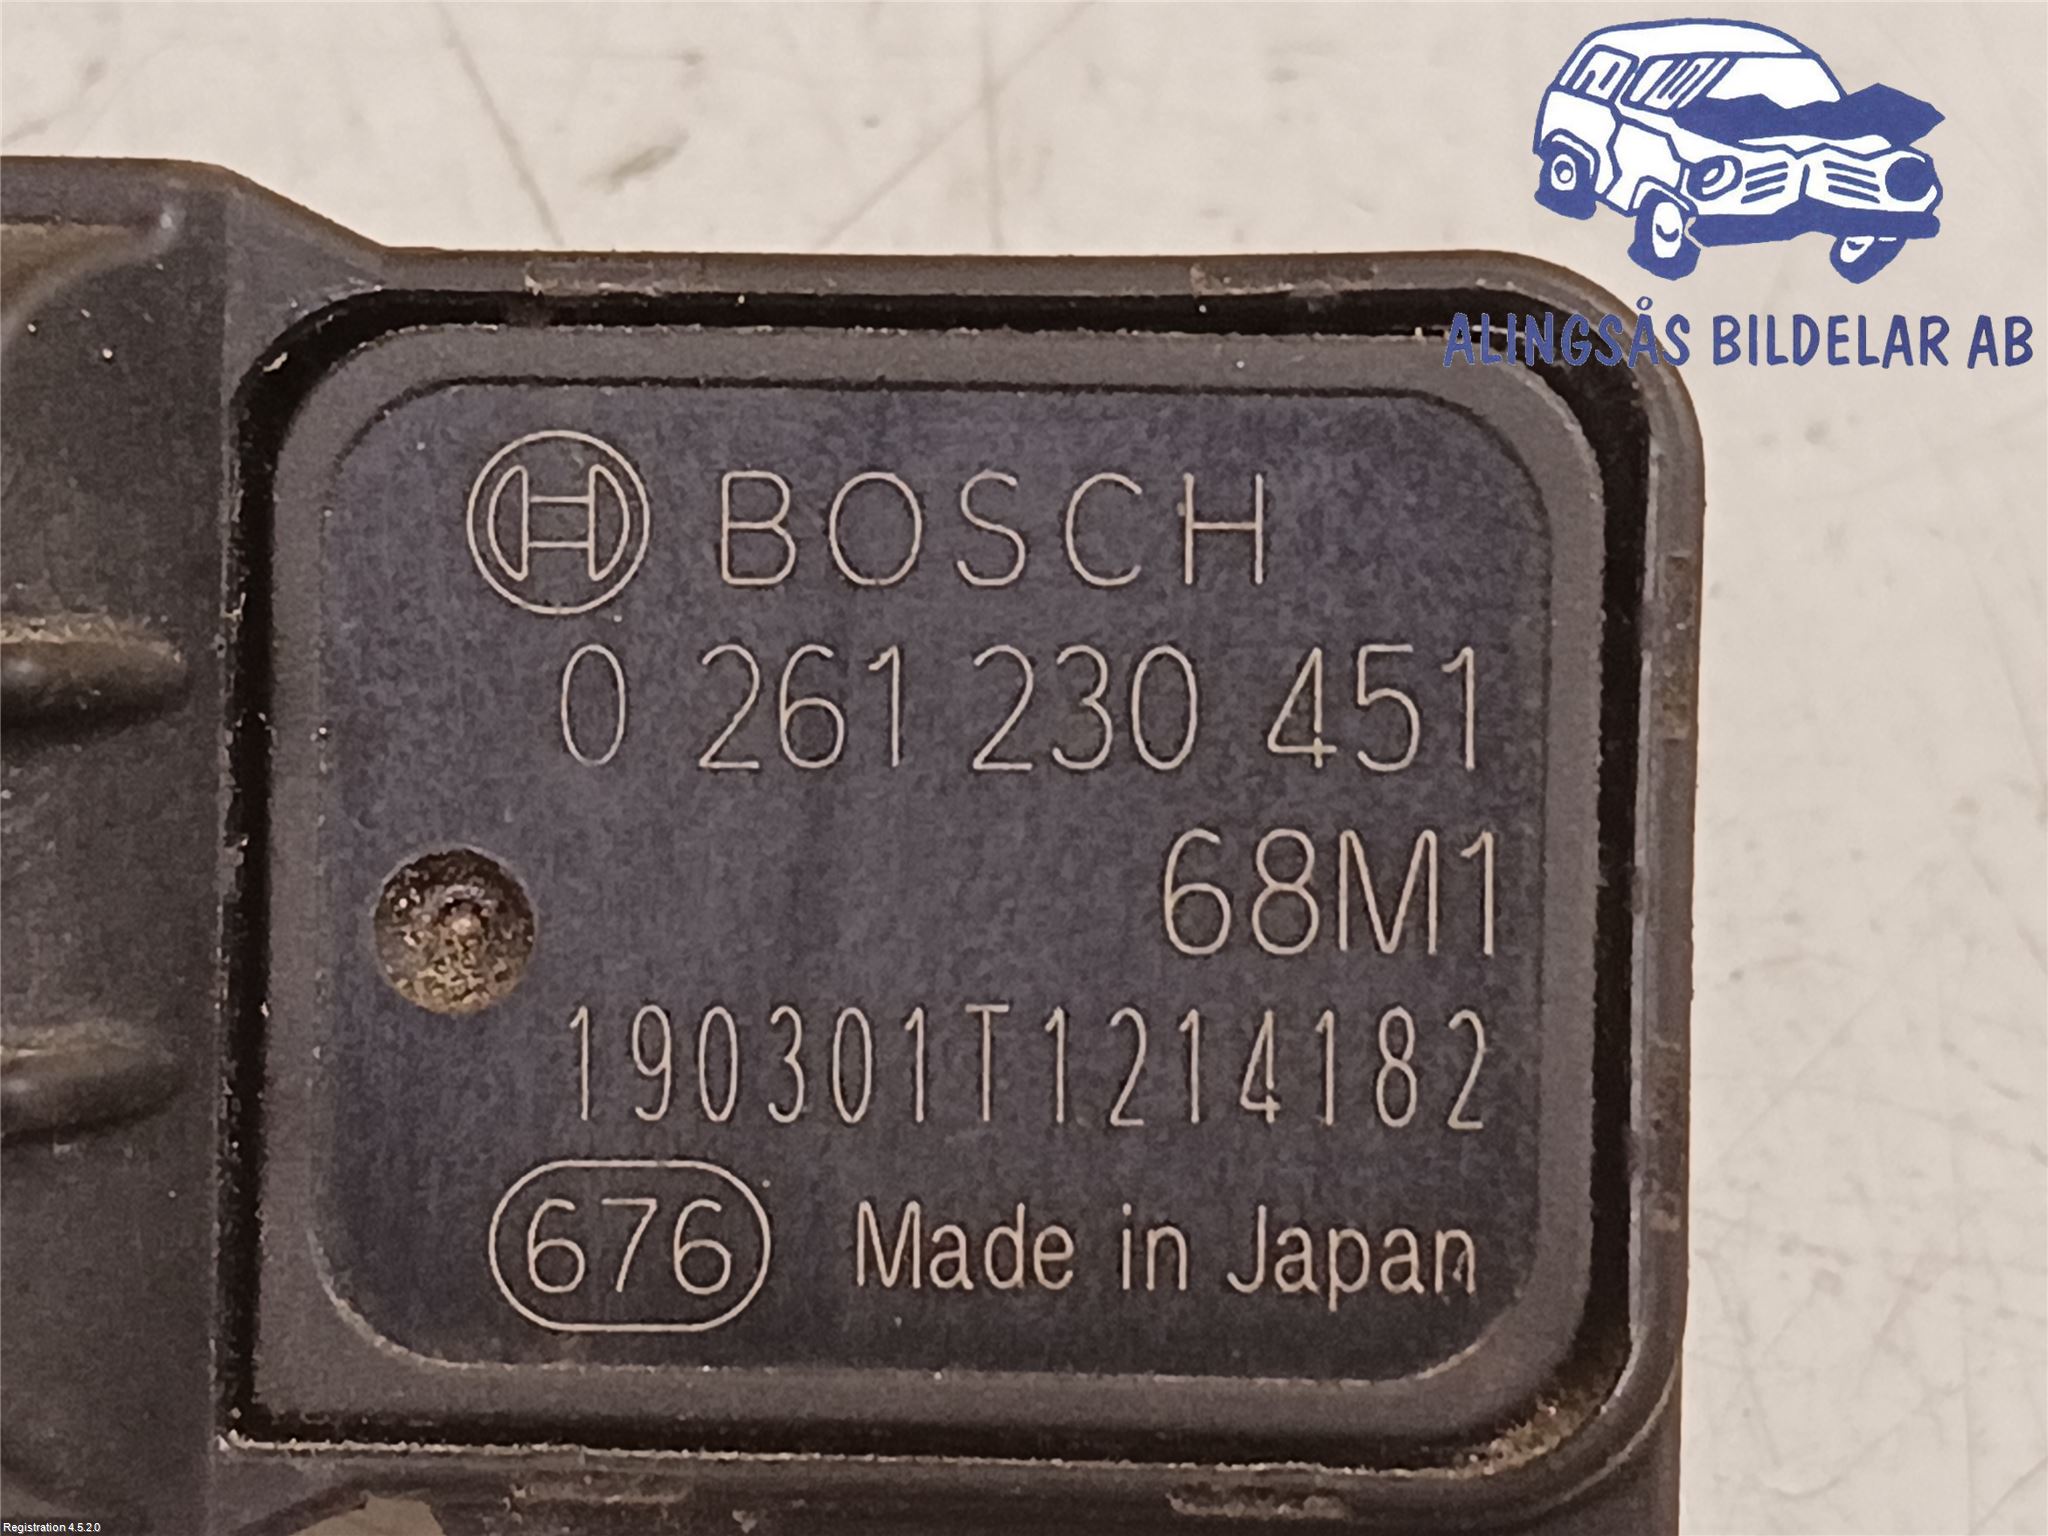 ALINGSÅS BILDELAR AB
BOSCH
0 261 230 451
68M1
190301T1214182
676 Made in Japan
Registration 4.5.2.0